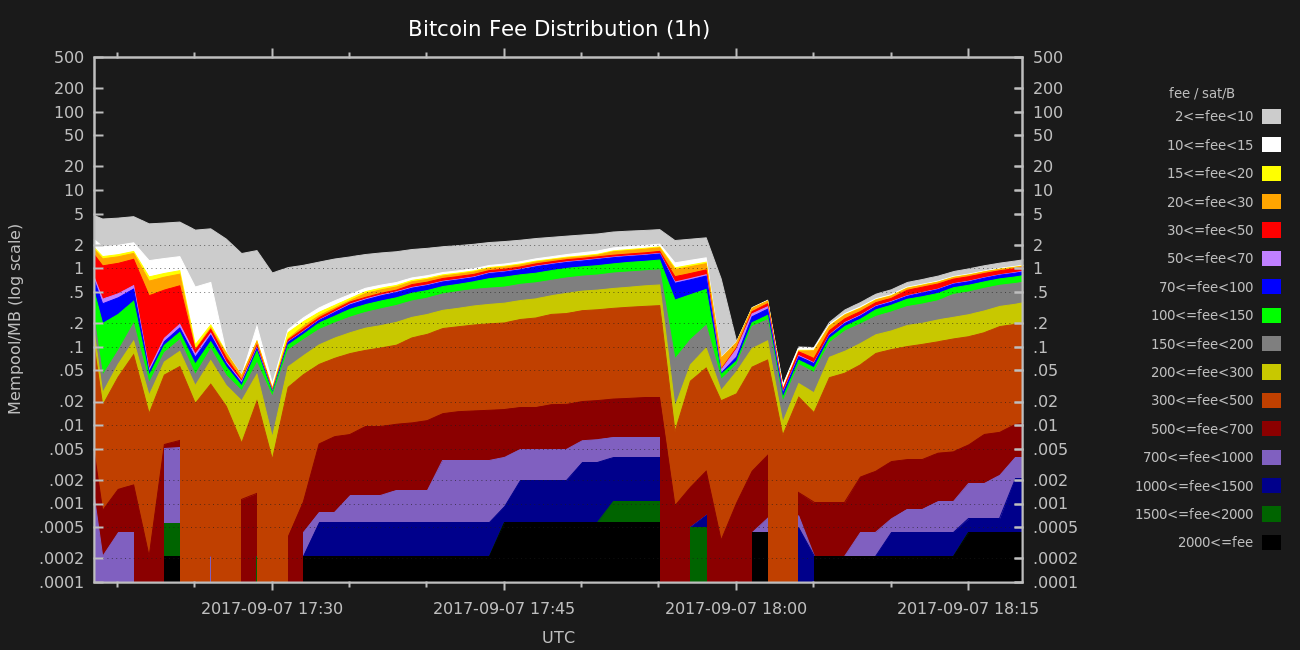 Bitcoin Fee Distribution (1h)
Mempool/MB (log scale)
500
200
100
50
20
10
5
2
1
.5
.2
.1
.05
.02
.01
.005
.002
.001
.0005
.0002
.0001
500
200
100
50
20
10
5
2
1
.5
.2
.1
.05
.02
.01
.005
.002
.001
.0005
.0002
.0001
2017-09-07 17:30
2017-09-07 17:45
2017-09-07 18:00
2017-09-07 18:15
UTC
fee / sat/B
2<=fee<10
10<=fee<15
15<=fee<20
20<=fee<30
30<=fee<50
50<=fee<70
70<=fee<100
100<=fee<150
150<=fee<200
200<=fee<300
300<=fee<500
500<=fee<700
700<=fee<1000
1000<=fee<1500
1500<=fee<2000
2000<=fee